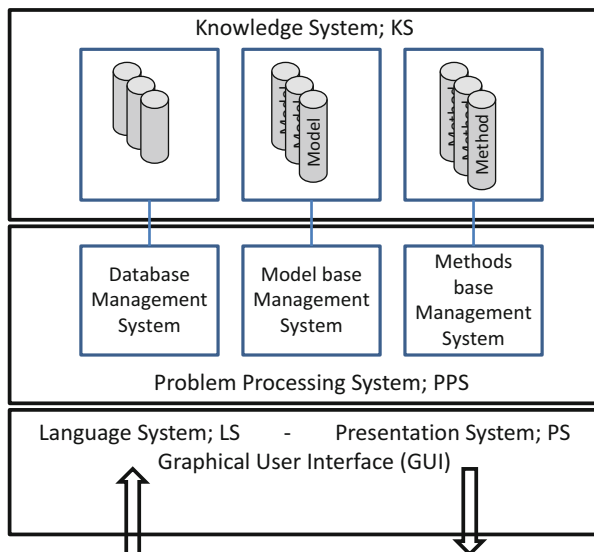 Knowledge System; KS
Model
Model
Model
Method
Method
Method
Database
Management
System
Model base
Management
System
Methods
base
Management
System
Problem Processing System; PPS
Language System; LS - Presentation System; PS
Graphical User Interface (GUI)